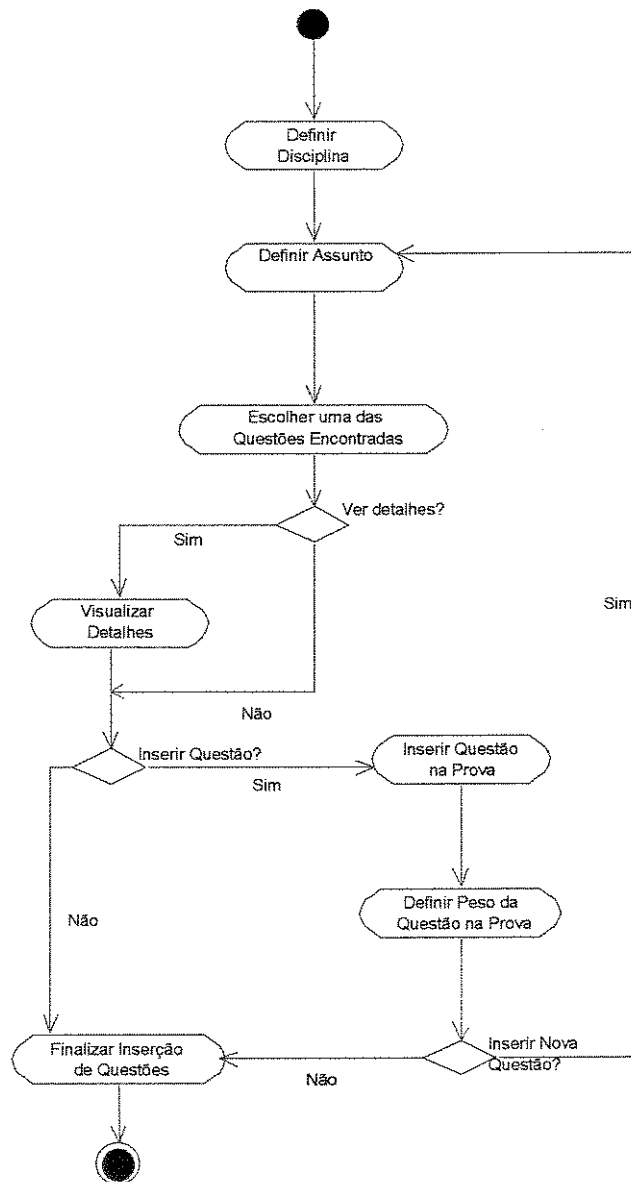 Definir
Disciplina
Definir Assunto
Escolher uma das
Questões Encontradas
Ver detalhes?
Sim
Visualizar
Detalhes
Sim
Não
Inserir Questão?
Sim
Inserir Questão
na Prova
Definir Peso da
Questão na Prova
Não
Finalizar Inserção
de Questões
Não
Inserir Nova
Questão?